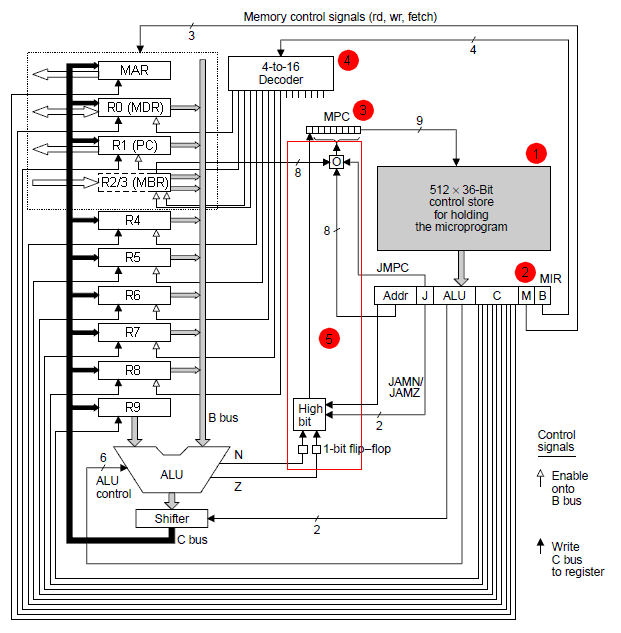 Memory control signals (rd, wr, fetch)
3
4
4-to-16
Decoder
4
MAR
R0 (MDR)
R1 (PC)
R2/3 (MBR)
R4
R5
R6
R7
R8
R9
MPC
3
9
O
8
8
1
512 × 36-Bit
control store
for holding
the microprogram
JMPC
2
MIR
Addr
J
ALU
C
M
B
5
JAMN/
JAMZ
High
bit
2
B bus
N
1-bit flip–flop
6
ALU
control
ALU
Z
Shifter
2
C bus
Control
signals
Enable
onto
B bus
Write
C bus
to register